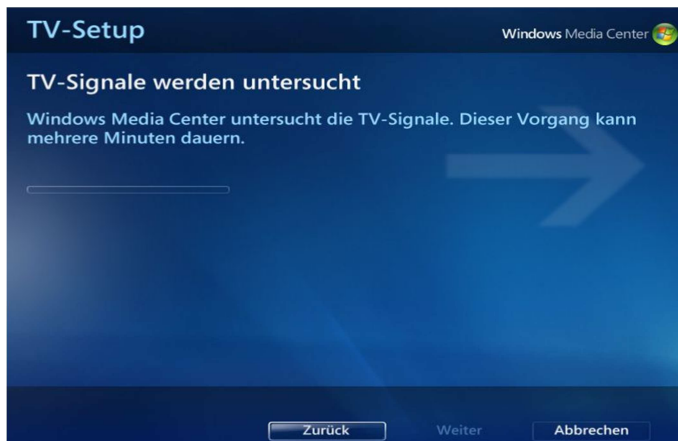 TV-Setup
Windows Media Center
TV-Signale werden untersucht
Windows Media Center untersucht die TV-Signale. Dieser Vorgang kann
mehrere Minuten dauern.
Zurück Weiter Abbrechen